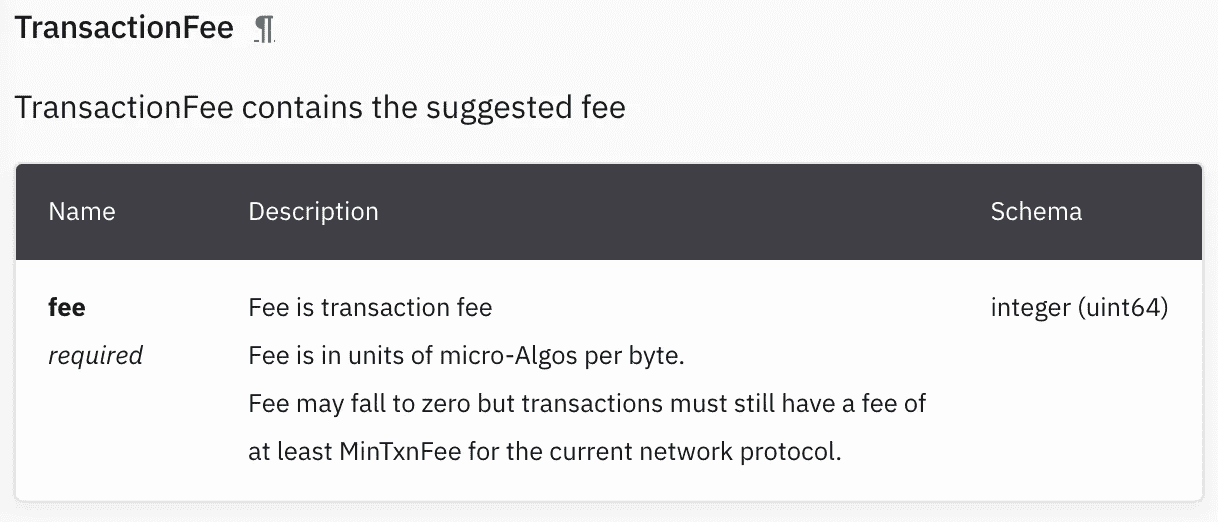 TransactionFee ¶
TransactionFee contains the suggested fee
Name Description Schema
fee Fee is transaction fee integer (uint64)
required Fee is in units of micro-Algos per byte.
Fee may fall to zero but transactions must still have a fee of
at least MinTxnFee for the current network protocol.